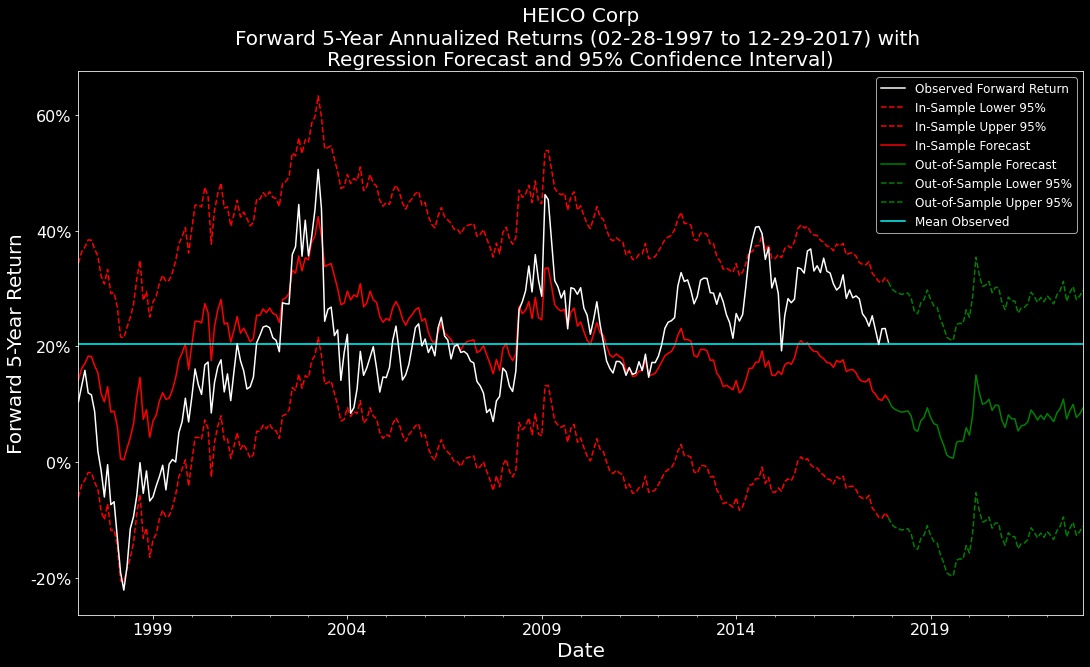 HEICO Corp
Forward 5-Year Annualized Returns (02-28-1997 to 12-29-2017) with
Regression Forecast and 95% Confidence Interval)
Observed Forward Return
In-Sample Lower 95%
In-Sample Upper 95%
In-Sample Forecast
Out-of-Sample Forecast
Out-of-Sample Lower 95%
Out-of-Sample Upper 95%
Mean Observed
Forward 5-Year Return
60%
40%
20%
0%
-20%
1999 2004 2009 2014 2019
Date